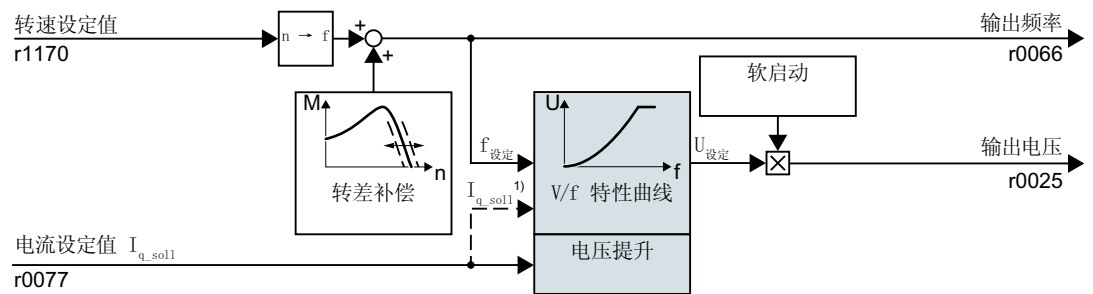 转速设定值
r1170
n → f
+
+
输出频率
r0066
软启动
M
n
转差补偿
U
f
V/f 特性曲线
f设定
U设定
Iq_soll1)
输出电压
r0025
电流设定值 Iq_soll
r0077
电压提升